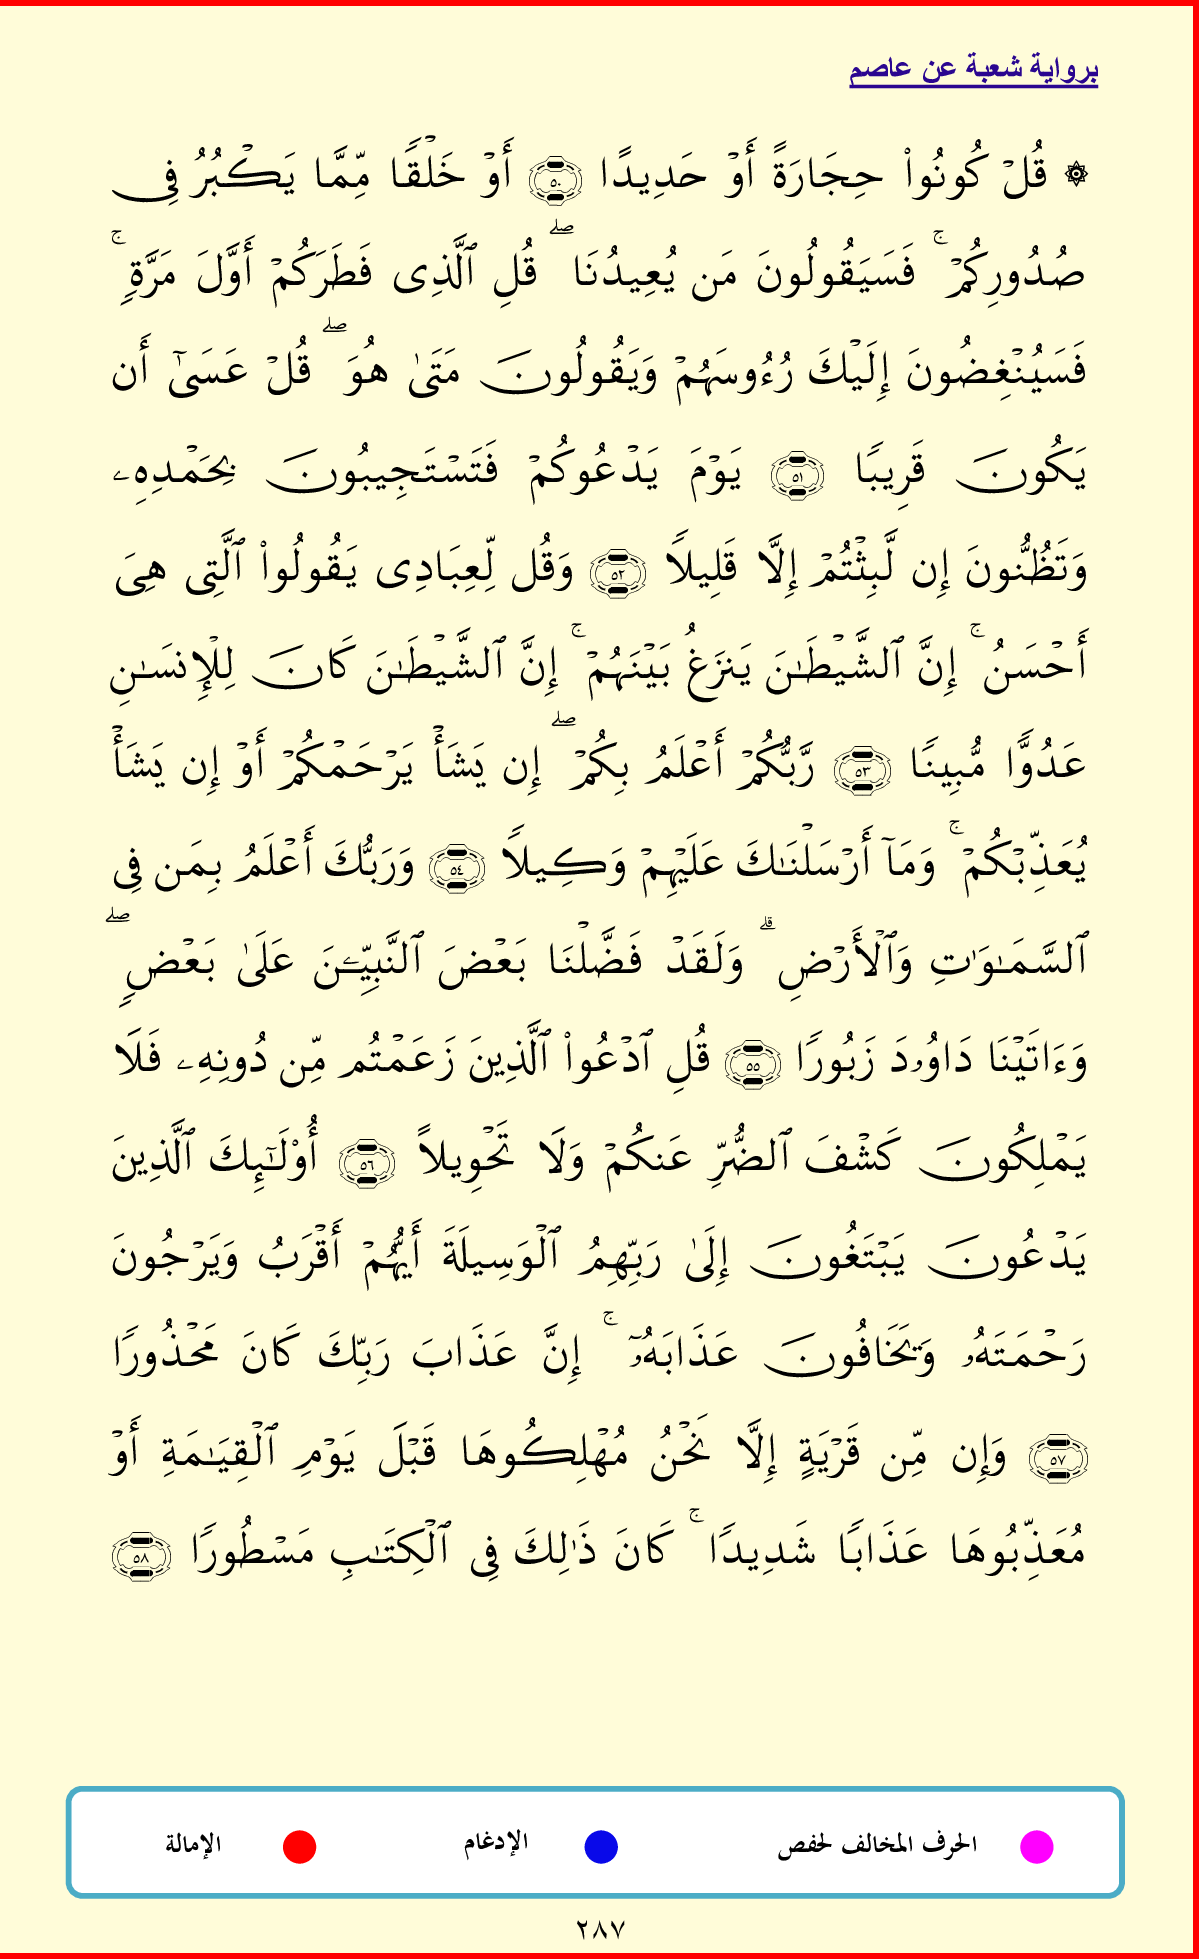 برواية شعبة عن عاصم
۞ قُلۡ كُونُواْ حِجَارَةً أَوۡ حَدِيدًا ٥٠ أَوۡ خَلۡقًا مِّمَّا يَكۡبُرُ فِي
صُدُورِكُمۡۚ فَسَيَقُولُونَ مَن يُعِيدُنَاۖ قُلِ ٱلَّذِي فَطَرَكُمۡ أَوَّلَ مَرَّةٖۚ
فَسَيُنۡغِضُونَ إِلَيۡكَ رُءُوسَهُمۡ وَيَقُولُونَ مَتَىٰ هُوَۖ قُلۡ عَسَىٰٓ أَن
يَكُونَ قَرِيبٗا ٥١ يَوۡمَ يَدۡعُوكُمۡ فَتَسۡتَجِيبُونَ بِحَمۡدِهِۦ
وَتَظُنُّونَ إِن لَّبِثۡتُمۡ إِلَّا قَلِيلٗا ٥٢ وَقُل لِّعِبَادِي يَقُولُواْ ٱلَّتِي هِيَ
أَحۡسَنُۚ إِنَّ ٱلشَّيۡطَٰنَ يَنزَغُ بَيۡنَهُمۡۚ إِنَّ ٱلشَّيۡطَٰنَ كَانَ لِلۡإِنسَٰنِ
عَدُوّٗا مُّبِينٗا ٥٣ رَّبُّكُمۡ أَعۡلَمُ بِكُمۡۖ إِن يَشَأۡ يَرۡحَمۡكُمۡ أَوۡ إِن يَشَأۡ
يُعَذِّبۡكُمۡۚ وَمَآ أَرۡسَلۡنَٰكَ عَلَيۡهِمۡ وَكِيلٗا ٥٤ وَرَبُّكَ أَعۡلَمُ بِمَن فِي
ٱلسَّمَٰوَٰتِ وَٱلۡأَرۡضِۗ وَلَقَدۡ فَضَّلۡنَا بَعۡضَ ٱلنَّبِيِّـۧنَ عَلَىٰ بَعۡضٖۖ
وَءَاتَيۡنَا دَاوُۥدَ زَبُورٗا ٥٥ قُلِ ٱدۡعُواْ ٱلَّذِينَ زَعَمۡتُم مِّن دُونِهِۦ فَلَا
يَمۡلِكُونَ كَشۡفَ ٱلضُّرِّ عَنكُمۡ وَلَا تَحۡوِيلًا ٥٦ أُوْلَٰٓئِكَ ٱلَّذِينَ
يَدۡعُونَ يَبۡتَغُونَ إِلَىٰ رَبِّهِمُ ٱلۡوَسِيلَةَ أَيُّهُمۡ أَقۡرَبُ وَيَرۡجُونَ
رَحۡمَتَهُۥ وَيَخَافُونَ عَذَابَهُۥٓۚ إِنَّ عَذَابَ رَبِّكَ كَانَ مَحۡذُورٗا
٥٧ وَإِن مِّن قَرۡيَةٍ إِلَّا نَحۡنُ مُهۡلِكُوهَا قَبۡلَ يَوۡمِ ٱلۡقِيَٰمَةِ أَوۡ
مُعَذِّبُوهَا عَذَابٗا شَدِيدٗاۚ كَانَ ذَٰلِكَ فِي ٱلۡكِتَٰبِ مَسۡطُورٗا ٥٨
الحرف المخالف لحفص الإدغام الإمالة
٢٨٧